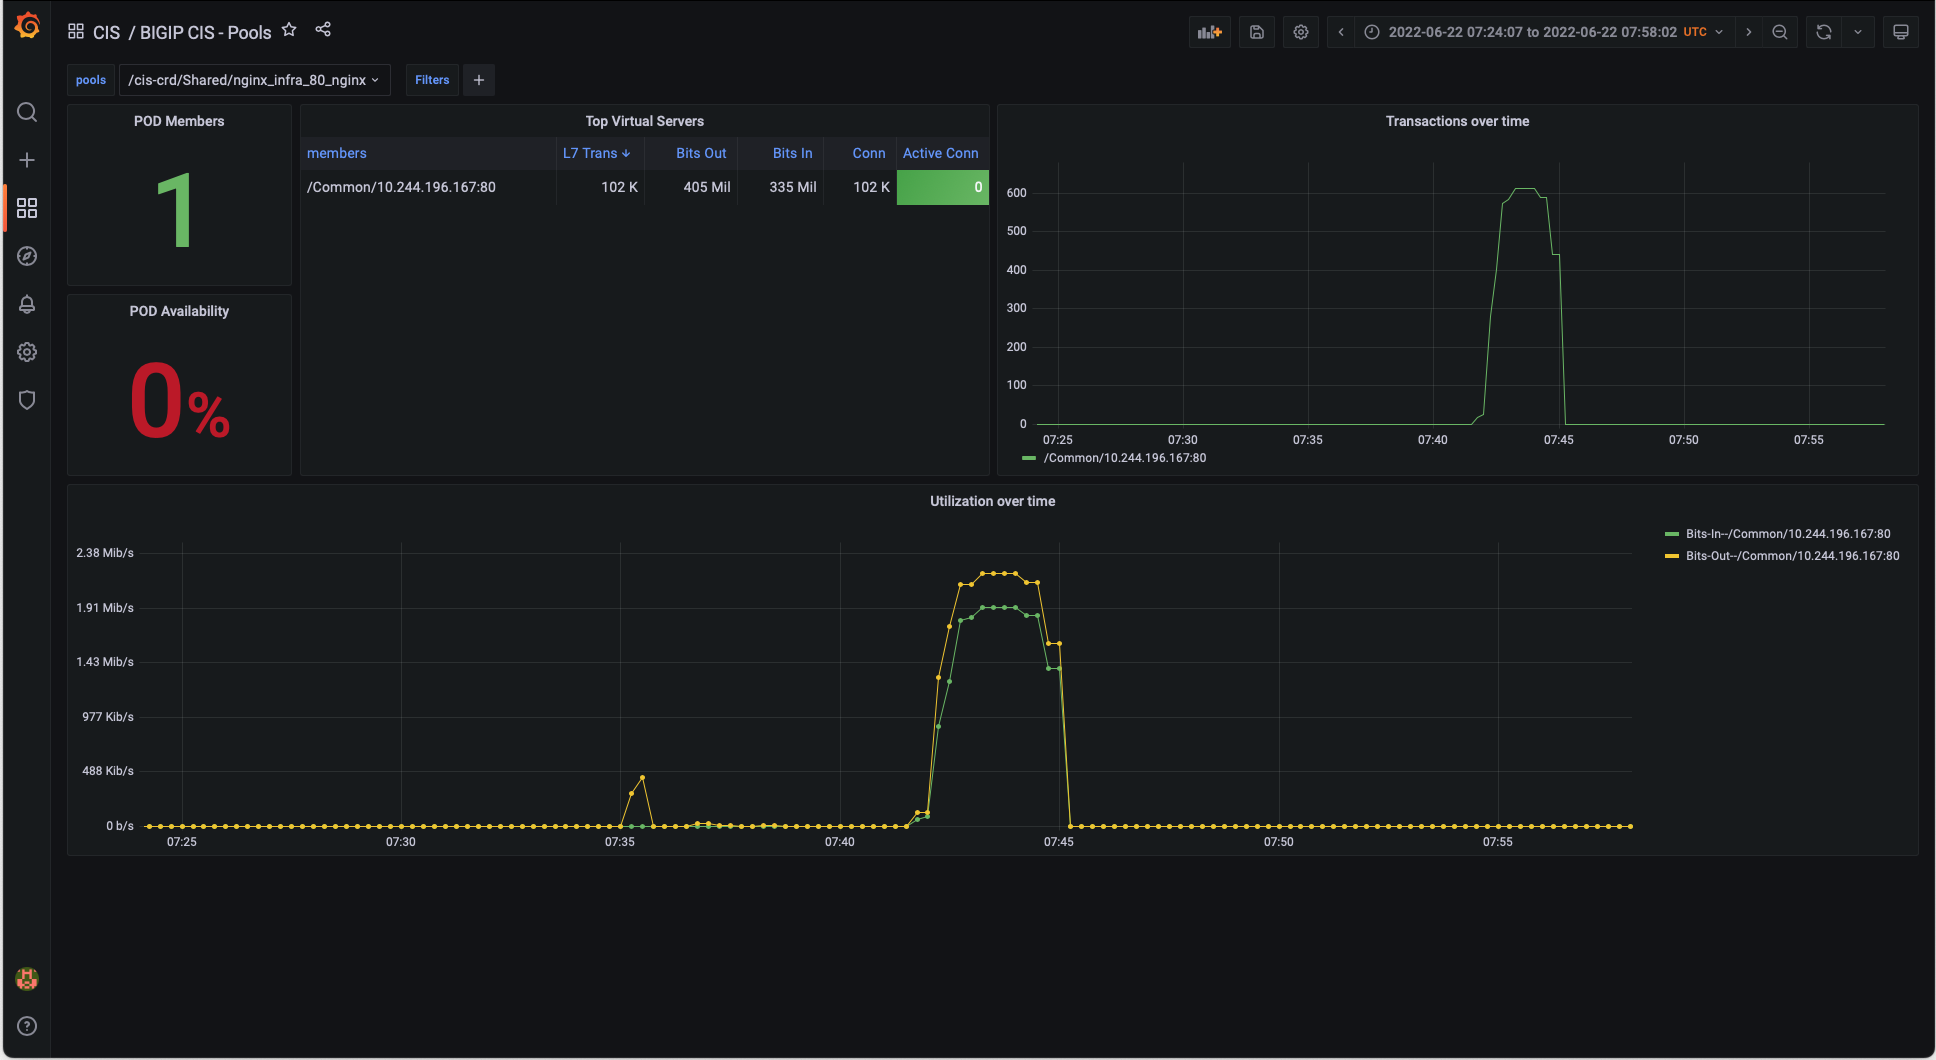 CIS / BIGIP CIS - Pools
2022-06-22 07:24:07 to 2022-06-22 07:58:02 UTC
pools /cis-crd/Shared/nginx_infra_80_nginx Filters
POD Members
1
POD Availability
0%
Top Virtual Servers
members L7 Trans Bits Out Bits In Conn Active Conn
/Common/10.244.196.167:80 102 K 405 Mil 335 Mil 102 K 0
Transactions over time
600
500
400
300
200
100
0
07:25 07:30 07:35 07:40 07:45 07:50 07:55
/Common/10.244.196.167:80
Utilization over time
2.38 Mib/s
1.91 Mib/s
1.43 Mib/s
977 Kib/s
488 Kib/s
0 b/s
07:25 07:30 07:35 07:40 07:45 07:50 07:55
Bits-In--/Common/10.244.196.167:80
Bits-Out--/Common/10.244.196.167:80